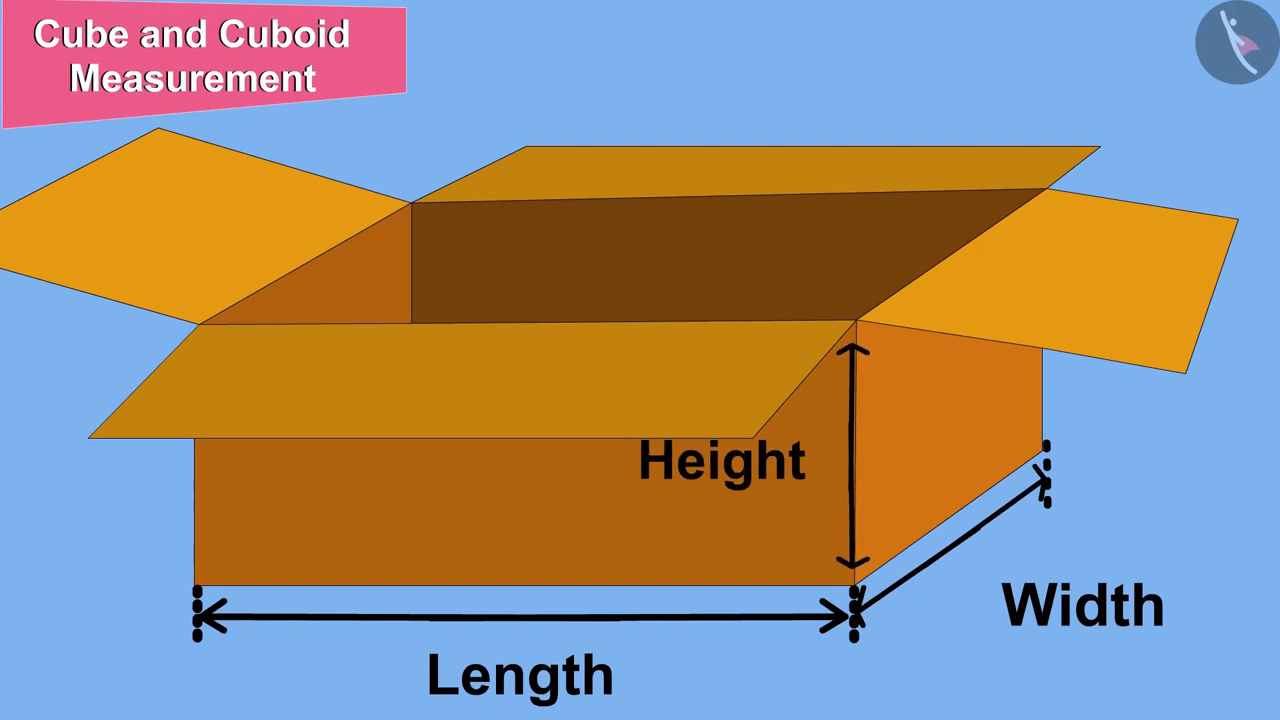 Cube and Cuboid
Measurement
Height
Width
Length